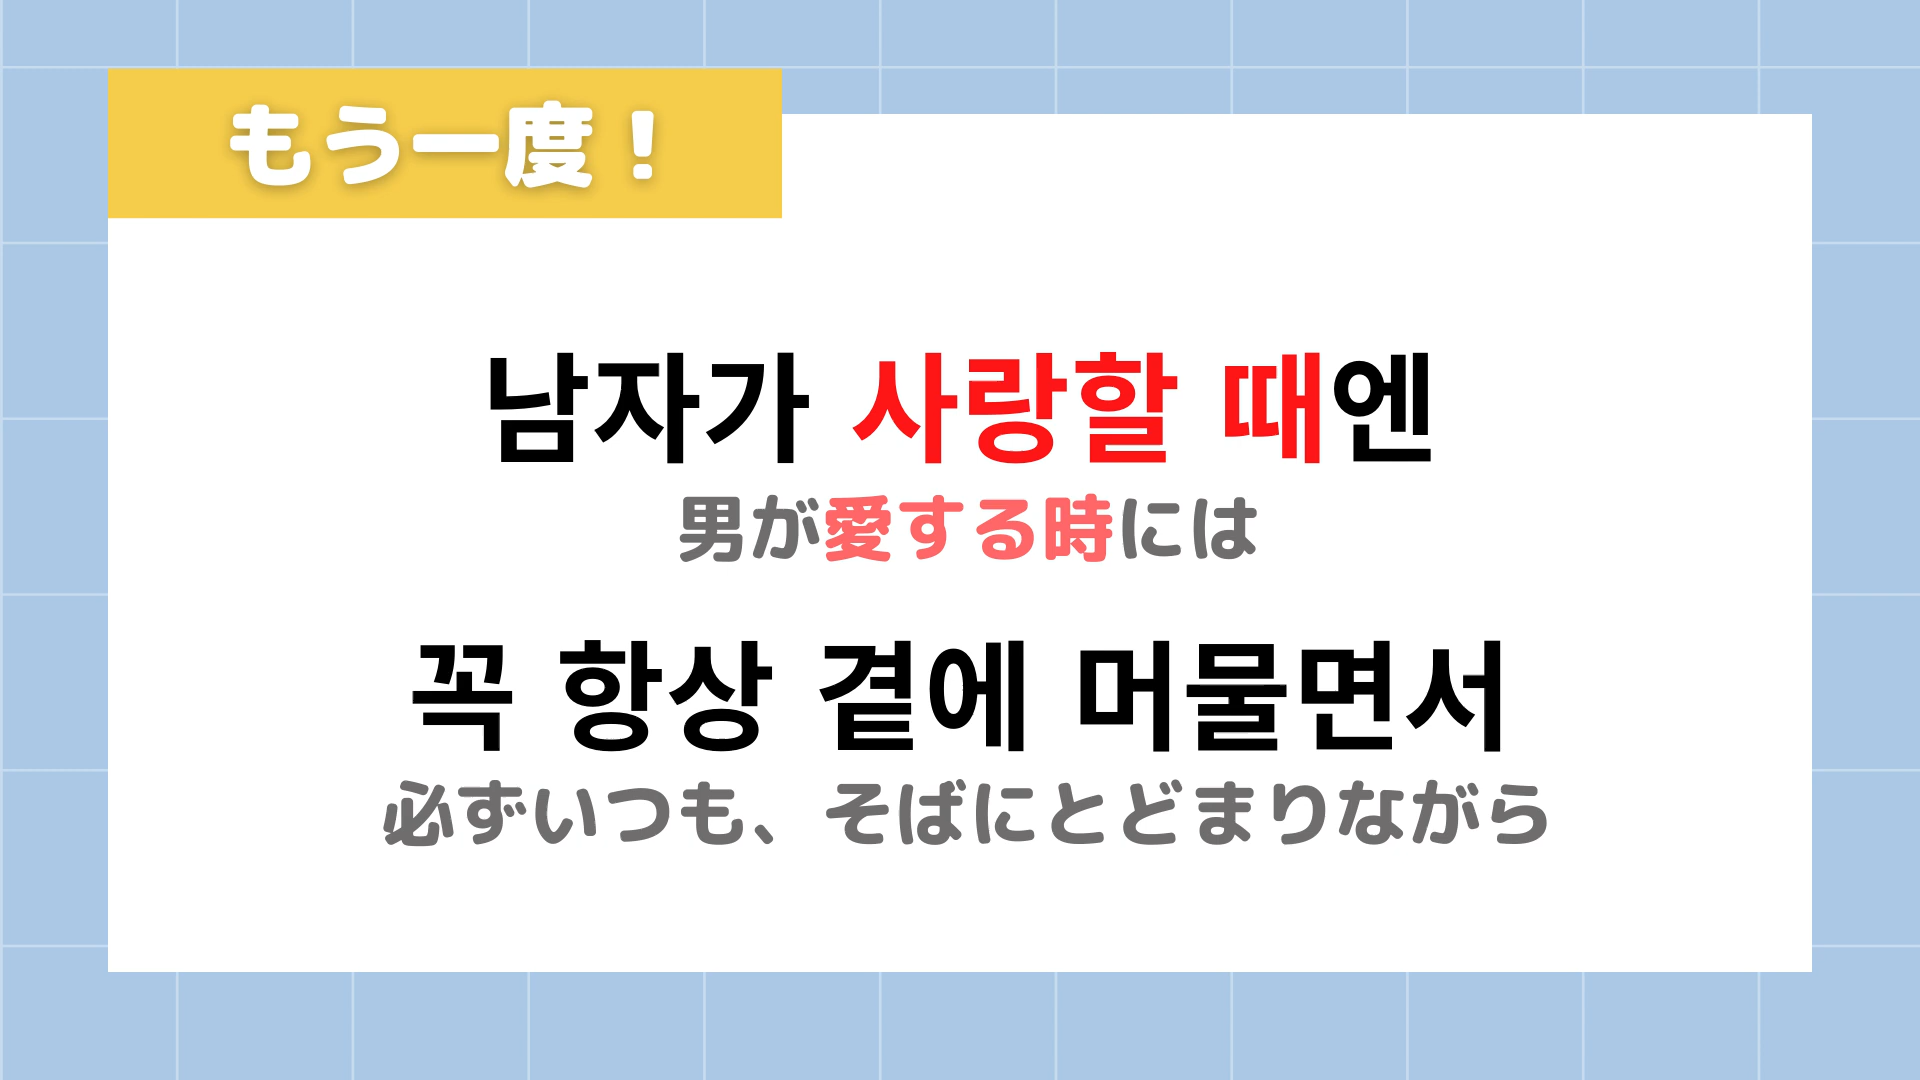 もう一度！
남자가 사랑할 때엔
男が愛する時には
꼭 항상 곁에 머물면서
必ずいつも、そばにとどまりながら